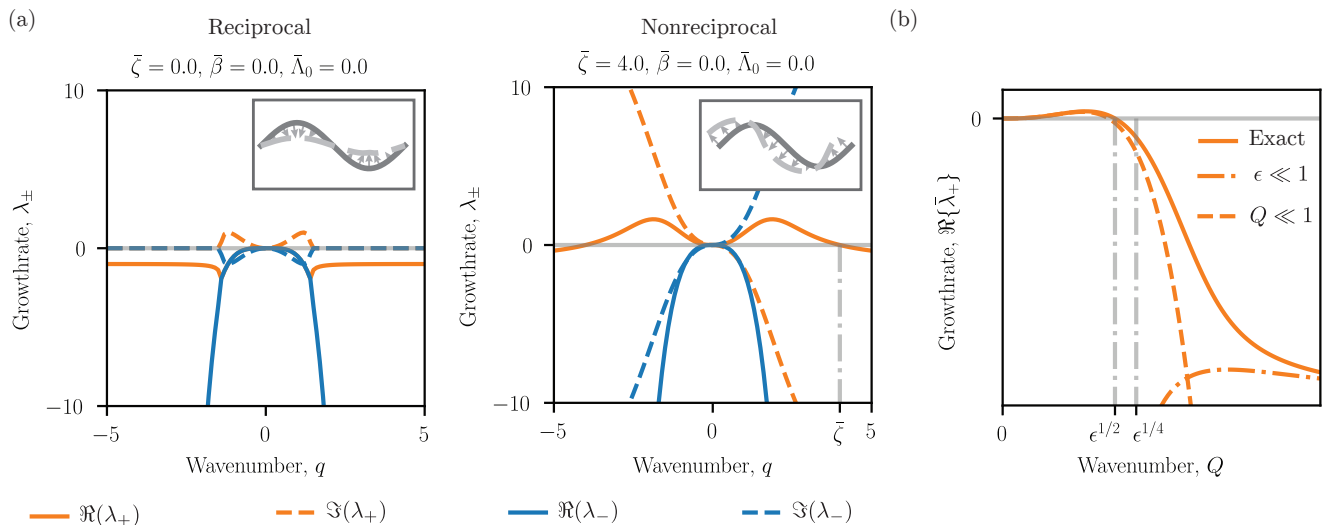 (a)
Reciprocal
ζ̄ = 0.0, β̄ = 0.0, Λ̄₀ = 0.0
10
0
−10
Growthrate, λ±
−5
0
5
Wavenumber, q
Nonreciprocal
ζ̄ = 4.0, β̄ = 0.0, Λ̄₀ = 0.0
10
0
−10
Growthrate, λ±
−5
0
ζ̄
5
Wavenumber, q
ℜ(λ₊)
ℑ(λ₊)
ℜ(λ₋)
ℑ(λ₋)
(b)
0
Growthrate, ℜ{λ̄₊}
Exact
ϵ ≪ 1
Q ≪ 1
0
ϵ^{1/2}
ϵ^{1/4}
Wavenumber, Q